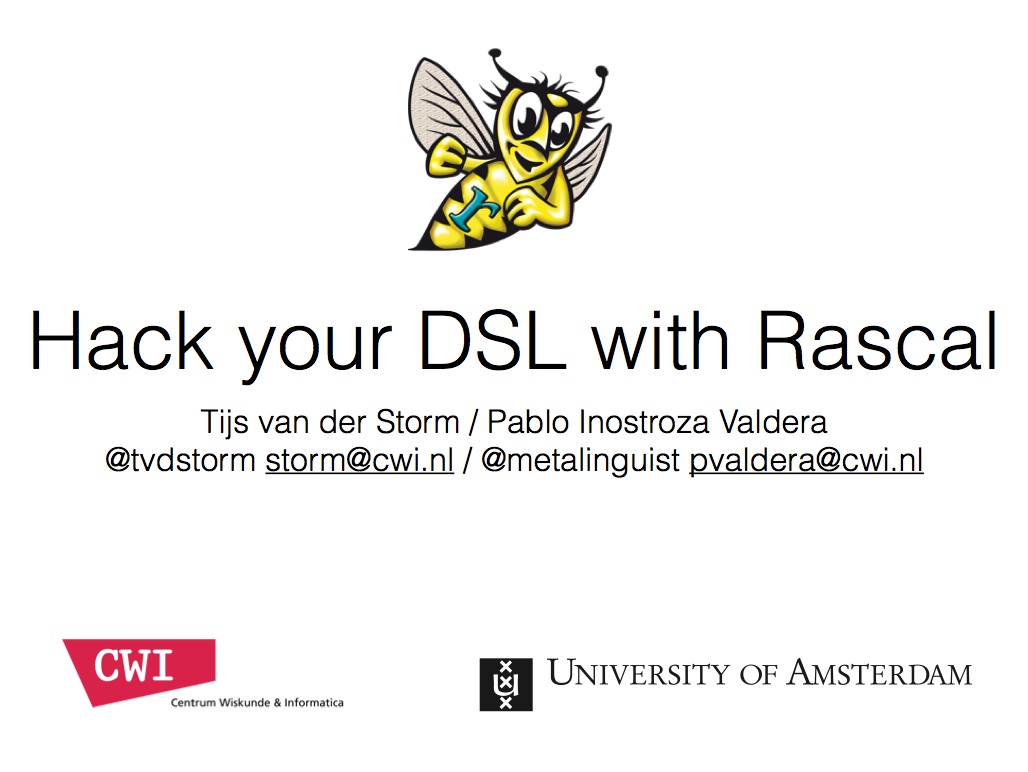 r
Hack your DSL with Rascal
Tijs van der Storm / Pablo Inostroza Valdera
@tvdstorm storm@cwi.nl / @metalinguist pvaldera@cwi.nl
CWI
Centrum Wiskunde & Informatica
UNIVERSITY OF AMSTERDAM